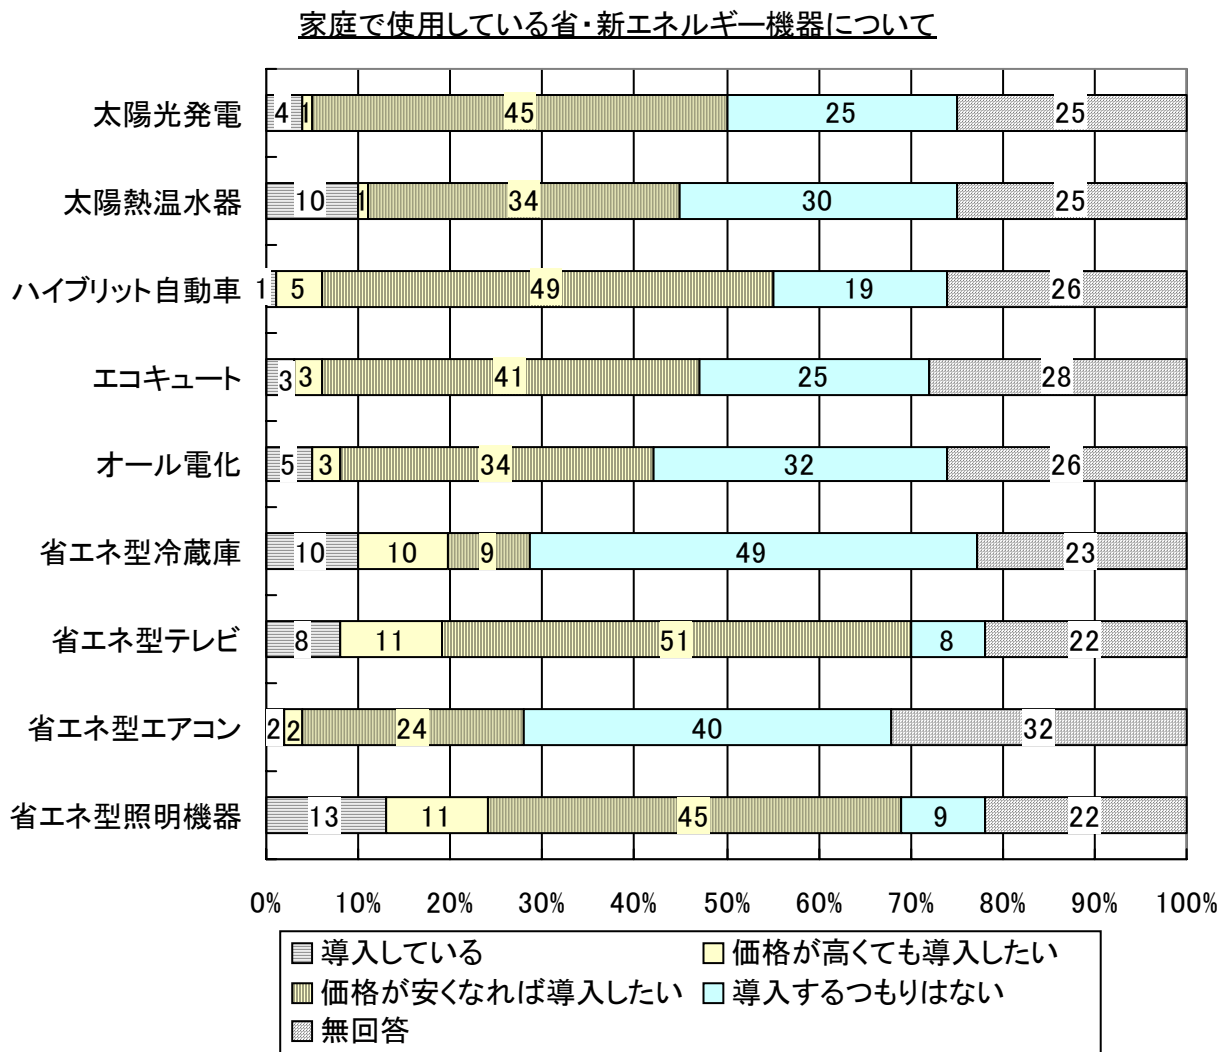 家庭で使用している省・新エネルギー機器について
太陽光発電 4 1 45 25 25
太陽熱温水器 10 1 34 30 25
ハイブリット自動車 1 5 49 19 26
エコキュート 3 3 41 25 28
オール電化 5 3 34 32 26
省エネ型冷蔵庫 10 10 9 49 23
省エネ型テレビ 8 11 51 8 22
省エネ型エアコン 2 2 24 40 32
省エネ型照明機器 13 11 45 9 22
0% 10% 20% 30% 40% 50% 60% 70% 80% 90% 100%
導入している 価格が高くても導入したい
価格が安くなれば導入したい 導入するつもりはない
無回答